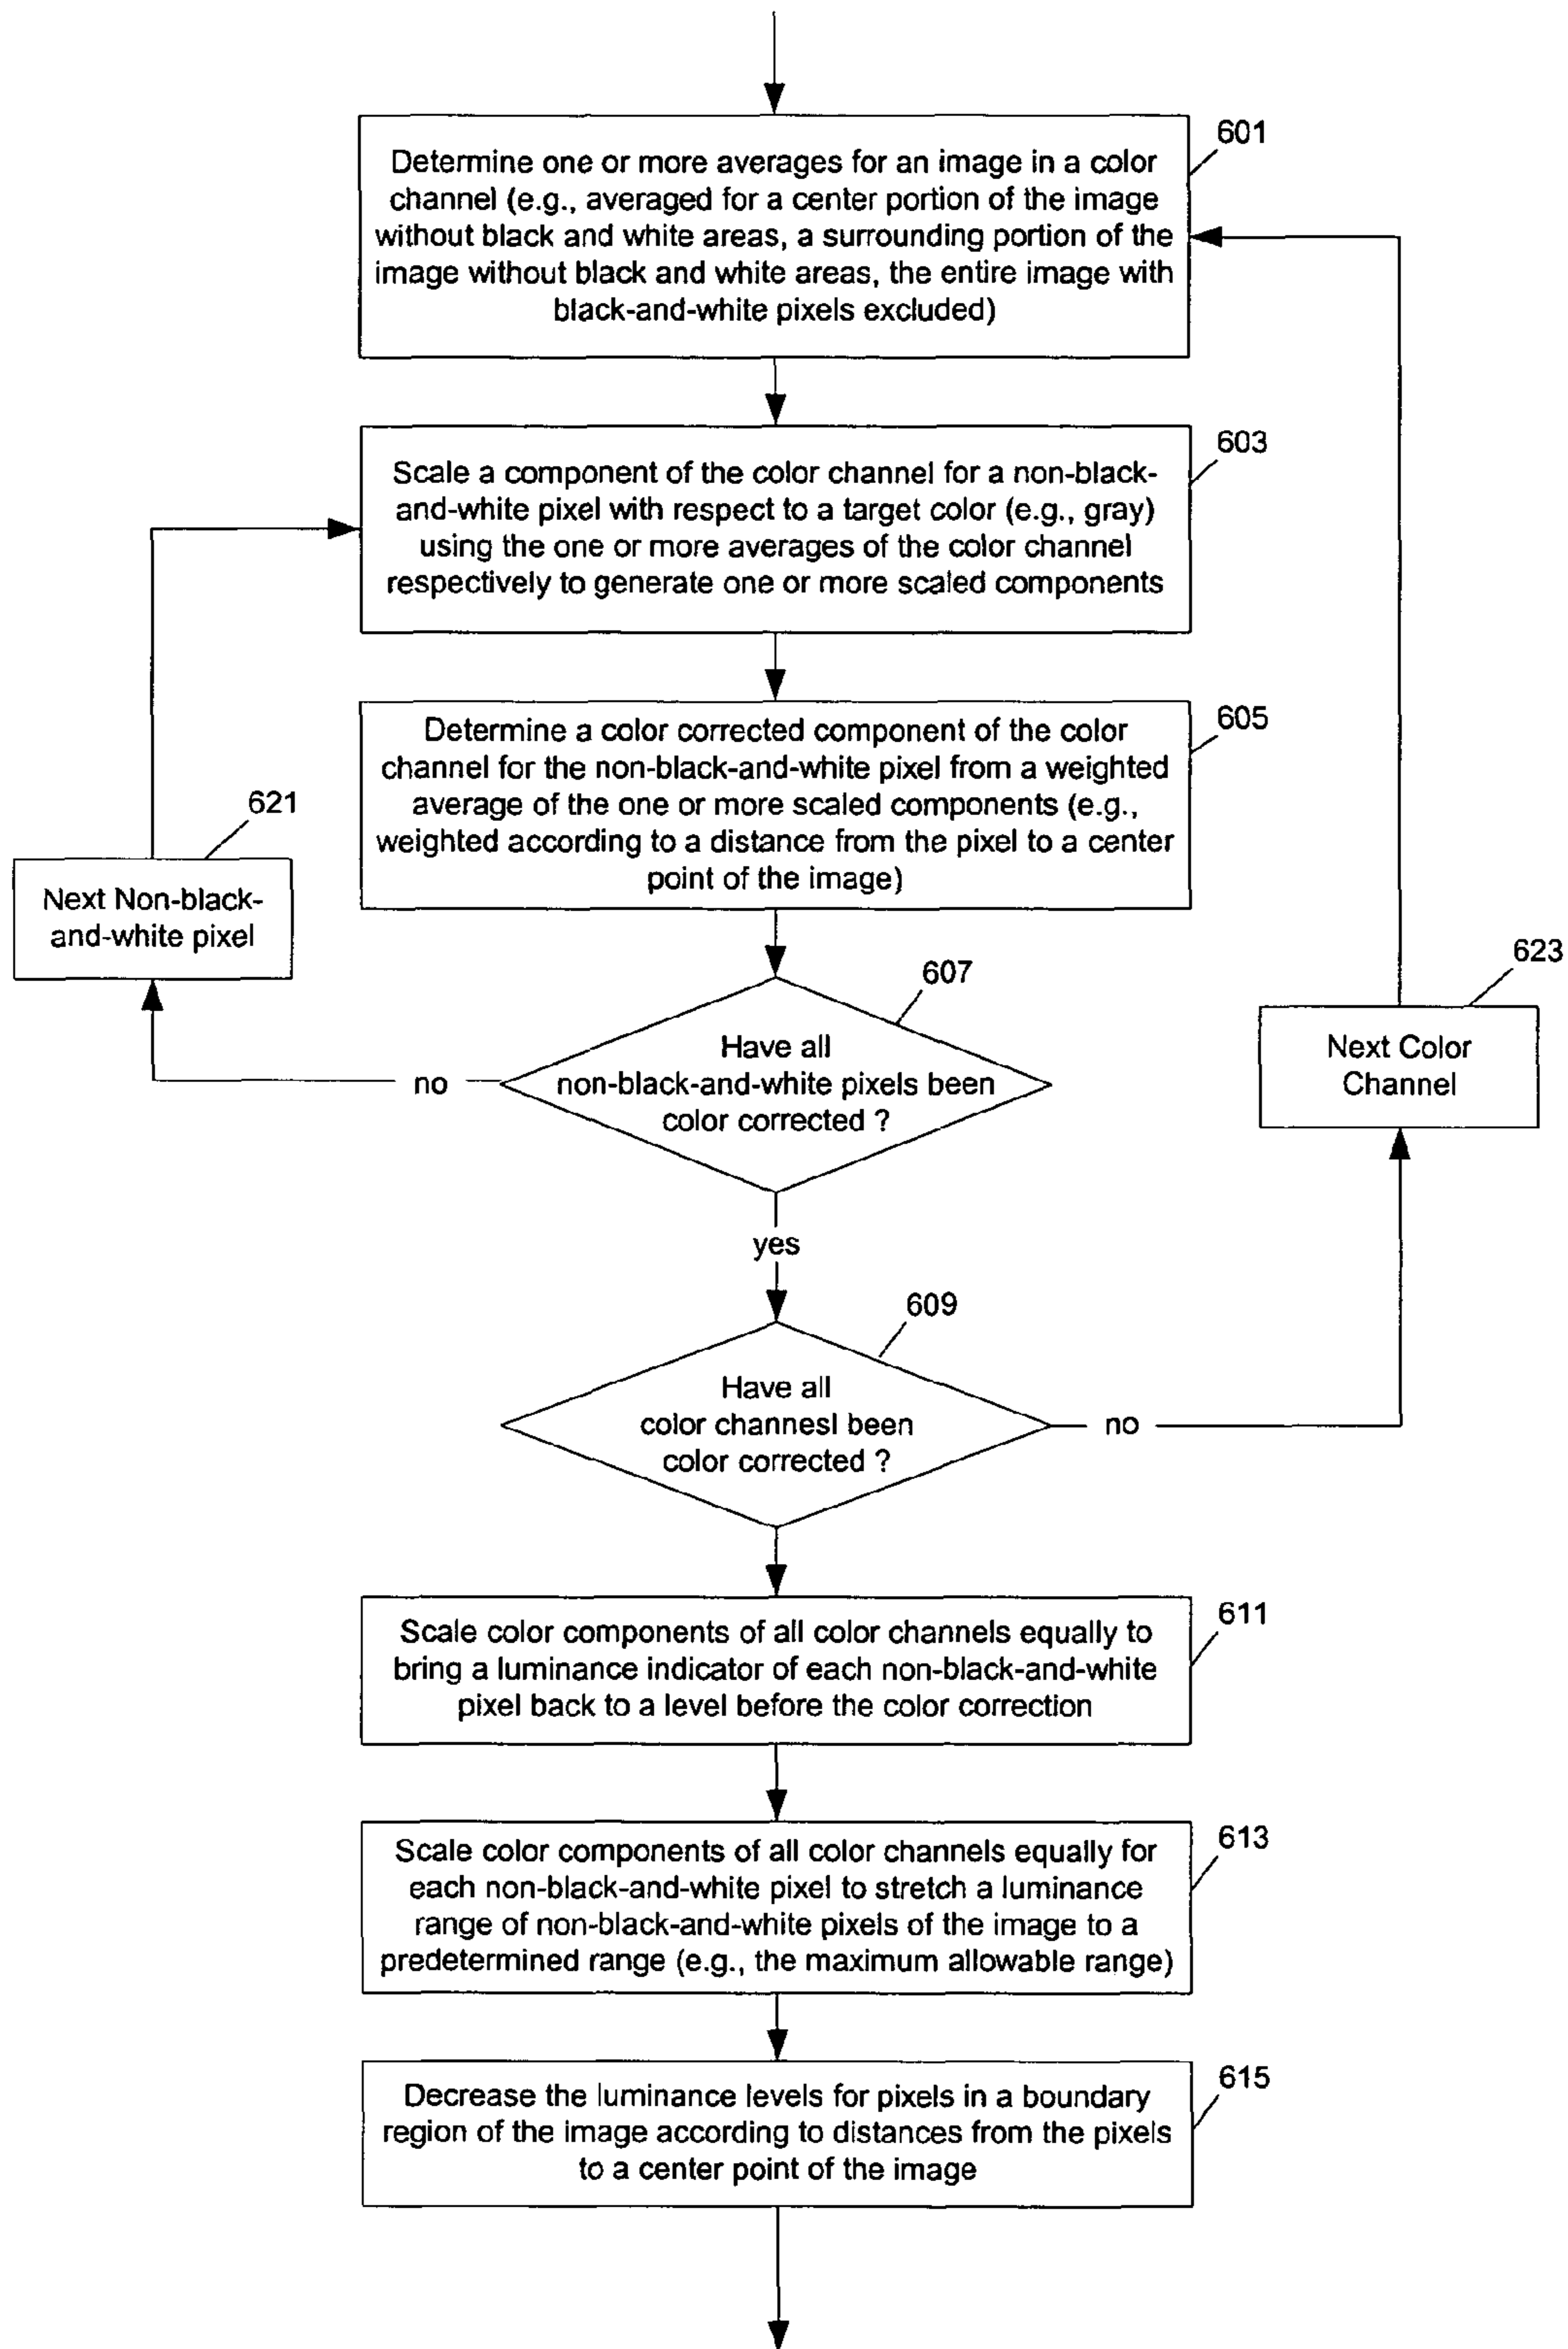 601
Determine one or more averages for an image in a color
channel (e.g., averaged for a center portion of the image
without black and white areas, a surrounding portion of the
image without black and white areas, the entire image with
black-and-white pixels excluded)
603
Scale a component of the color channel for a non-black-
and-white pixel with respect to a target color (e.g., gray)
using the one or more averages of the color channel
respectively to generate one or more scaled components
605
Determine a color corrected component of the color
channel for the non-black-and-white pixel from a weighted
average of the one or more scaled components (e.g.,
weighted according to a distance from the pixel to a center
point of the image)
621
Next Non-black-
and-white pixel
607
Have all
non-black-and-white pixels been
color corrected ?
no
623
Next Color
Channel
yes
609
Have all
color channesl been
color corrected ?
no
611
Scale color components of all color channels equally to
bring a luminance indicator of each non-black-and-white
pixel back to a level before the color correction
613
Scale color components of all color channels equally for
each non-black-and-white pixel to stretch a luminance
range of non-black-and-white pixels of the image to a
predetermined range (e.g., the maximum allowable range)
615
Decrease the luminance levels for pixels in a boundary
region of the image according to distances from the pixels
to a center point of the image